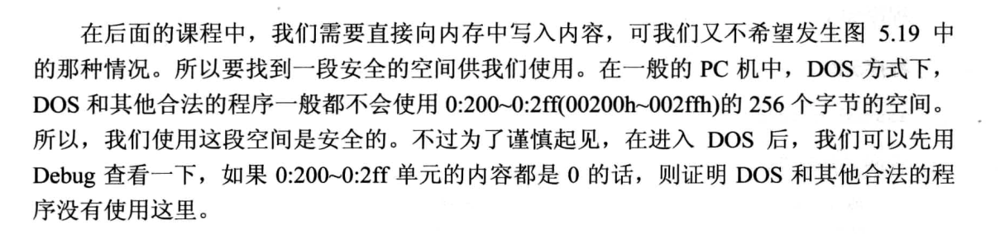 在后面的课程中，我们需要直接向内存中写入内容，可我们又不希望发生图 5.19 中
的那种情况。所以要找到一段安全的空间供我们使用。在一般的 PC 机中，DOS 方式下，
DOS 和其他合法的程序一般都不会使用 0:200~0:2ff(00200h~002ffh)的 256 个字节的空间。
所以，我们使用这段空间是安全的。不过为了谨慎起见，在进入 DOS 后，我们可以先用
Debug 查看一下，如果 0:200~0:2ff 单元的内容都是 0 的话，则证明 DOS 和其他合法的程
序没有使用这里。